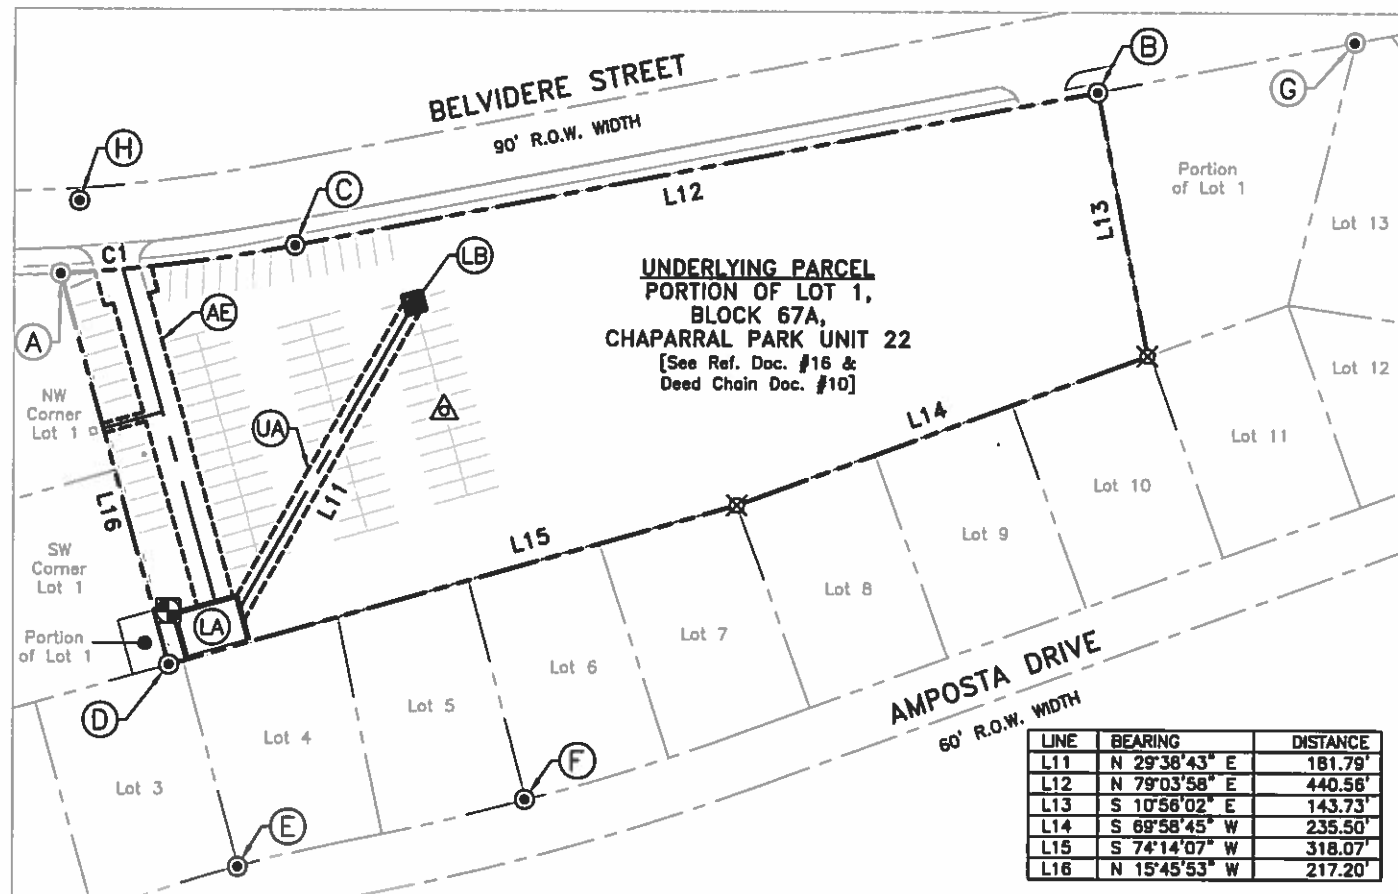 BELVIDERE STREET
90' R.O.W. WIDTH
B
G
H
C
L12
L13
Portion
of Lot 1
Lot 13
C1
LB
A
AE
UNDERLYING PARCEL
PORTION OF LOT 1,
BLOCK 67A,
CHAPARRAL PARK UNIT 22
[See Ref. Doc. #16 &
Deed Chain Doc. #10]
Lot 12
NW
Corner
Lot 1
UA
L14
Lot 11
L16
L11
Lot 10
L15
Lot 9
SW
Corner
Lot 1
LA
Lot 8
Portion
of Lot 1
Lot 7
Lot 6
D
Lot 5
Lot 4
AMPOSTA DRIVE
60' R.O.W. WIDTH
F
Lot 3
E
LINE BEARING DISTANCE
L11 N 29°38'43" E 181.79'
L12 N 79°03'58" E 440.56'
L13 S 10°56'02" E 143.73'
L14 S 69°58'45" W 235.50'
L15 S 74°14'07" W 318.07'
L16 N 15°45'53" W 217.20'